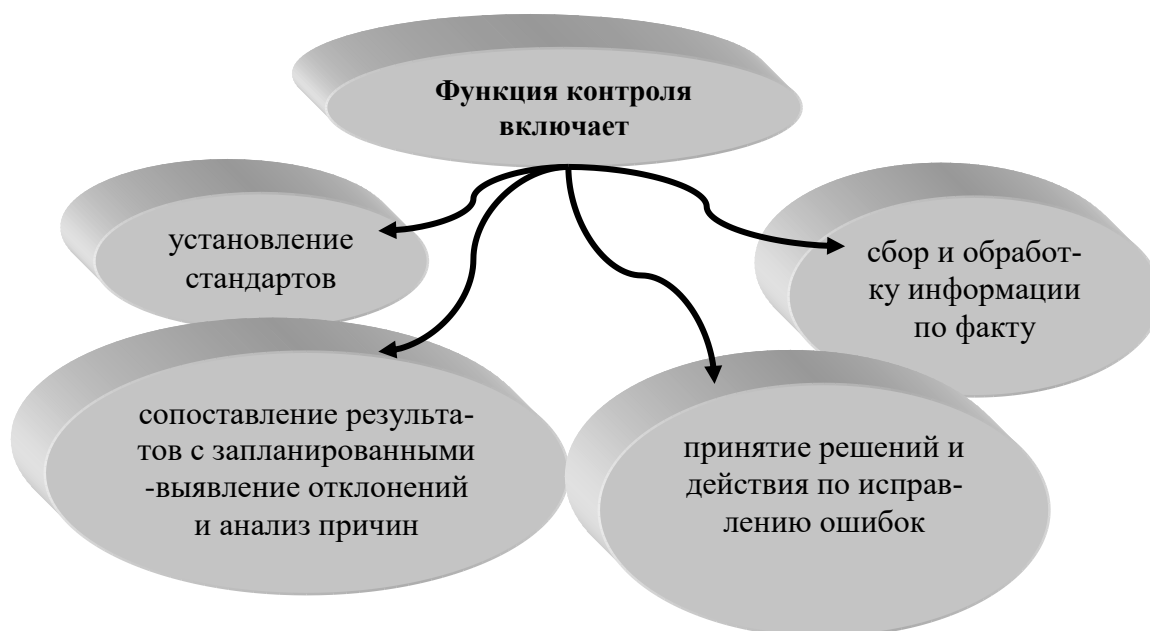 Функция контроля
включает
установление
стандартов
сбор и обработ-
ку информации
по факту
сопоставление результа-
тов с запланированными
-выявление отклонений
и анализ причин
принятие решений и
действия по исправ-
лению ошибок